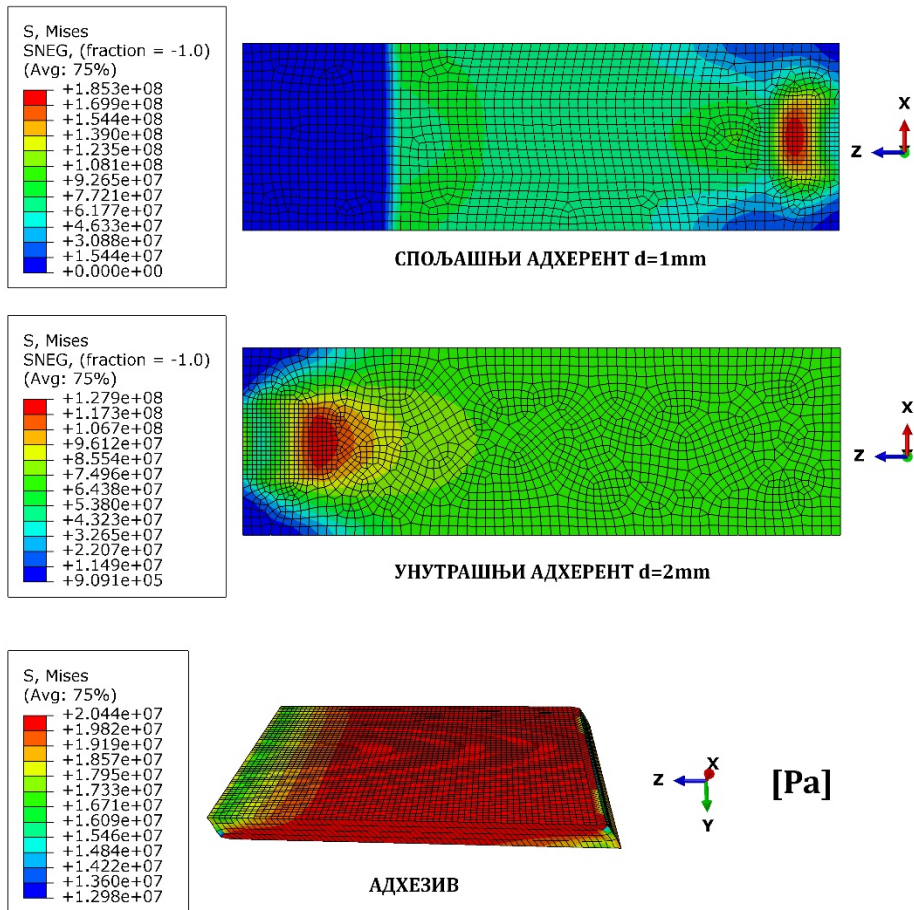 S, Mises
SNEG, (fraction = -1.0)
(Avg: 75%)
+1.853e+08
+1.699e+08
+1.544e+08
+1.390e+08
+1.235e+08
+1.081e+08
+9.265e+07
+7.721e+07
+6.177e+07
+4.633e+07
+3.088e+07
+1.544e+07
+0.000e+00
X
Z
СПОЉАШЊИ АДХЕРЕНТ d=1mm
S, Mises
SNEG, (fraction = -1.0)
(Avg: 75%)
+1.279e+08
+1.173e+08
+1.067e+08
+9.612e+07
+8.554e+07
+7.496e+07
+6.438e+07
+5.380e+07
+4.323e+07
+3.265e+07
+2.207e+07
+1.149e+07
+9.091e+05
X
Z
УНУТРАШЊИ АДХЕРЕНТ d=2mm
S, Mises
(Avg: 75%)
+2.044e+07
+1.982e+07
+1.919e+07
+1.857e+07
+1.795e+07
+1.733e+07
+1.671e+07
+1.609e+07
+1.546e+07
+1.484e+07
+1.422e+07
+1.360e+07
+1.298e+07
X
Z
Y
[Pa]
АДХЕЗИВ